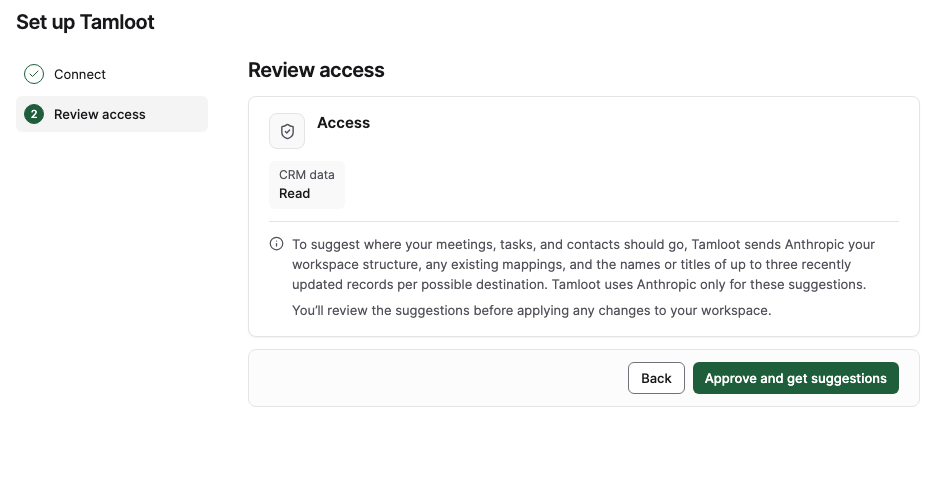 Set up Tamloot
Connect
2 Review access
Review access
Access
CRM data
Read
To suggest where your meetings, tasks, and contacts should go, Tamloot sends Anthropic your
workspace structure, any existing mappings, and the names or titles of up to three recently
updated records per possible destination. Tamloot uses Anthropic only for these suggestions.
You’ll review the suggestions before applying any changes to your workspace.
Back
Approve and get suggestions